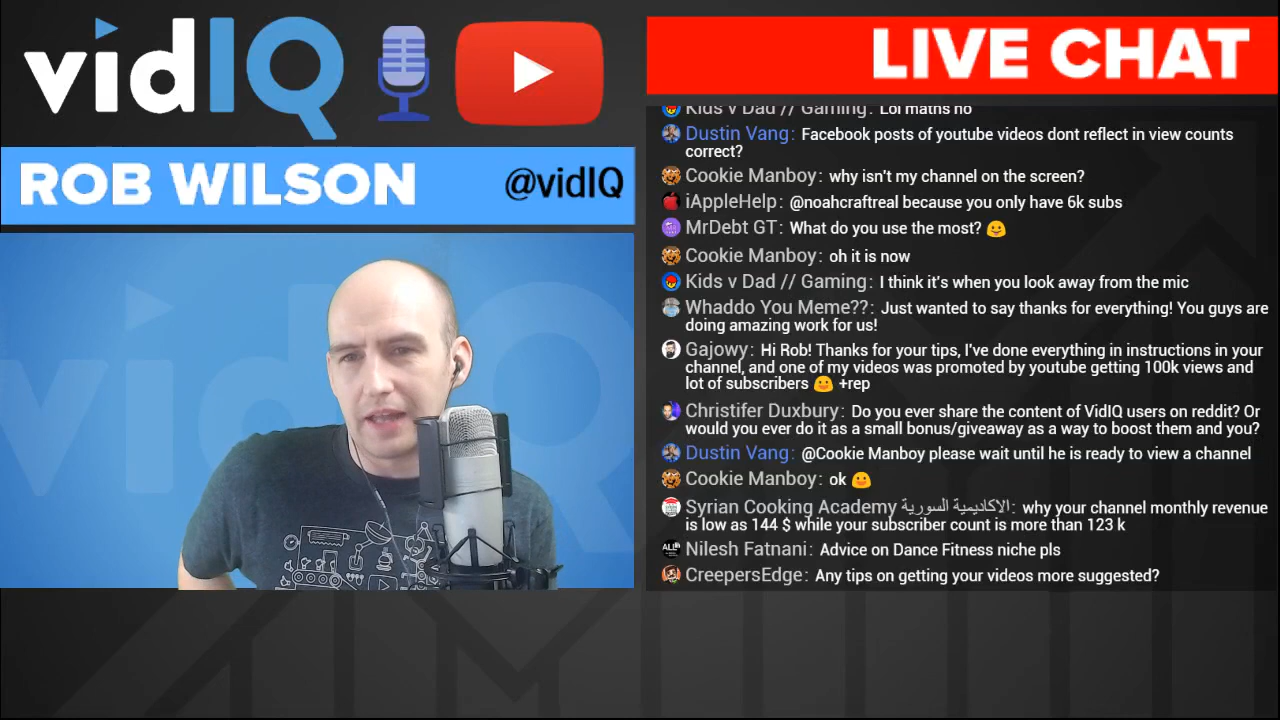 vidIQ
LIVE CHAT
ROB WILSON
@vidIQ
Kids v Dad // Gaming: Lol maths no
Dustin Vang: Facebook posts of youtube videos dont reflect in view counts
correct?
Cookie Manboy: why isn't my channel on the screen?
iAppleHelp: @noahcraftreal because you only have 6k subs
MrDebt GT: What do you use the most? 😀
Cookie Manboy: oh it is now
Kids v Dad // Gaming: I think it's when you look away from the mic
Whaddo You Meme??: Just wanted to say thanks for everything! You guys are
doing amazing work for us!
Gajowy: Hi Rob! Thanks for your tips, I've done everything in instructions in your
channel, and one of my videos was promoted by youtube getting 100k views and
lot of subscribers 😀 +rep
Christifer Duxbury: Do you ever share the content of VidIQ users on reddit? Or
would you ever do it as a small bonus/giveaway as a way to boost them and you?
Dustin Vang: @Cookie Manboy please wait until he is ready to view a channel
Cookie Manboy: ok 😀
Syrian Cooking Academy الاكاديمية السورية: why your channel monthly revenue
is low as 144 $ while your subscriber count is more than 123 k
Nilesh Fatnani: Advice on Dance Fitness niche pls
CreepersEdge: Any tips on getting your videos more suggested?